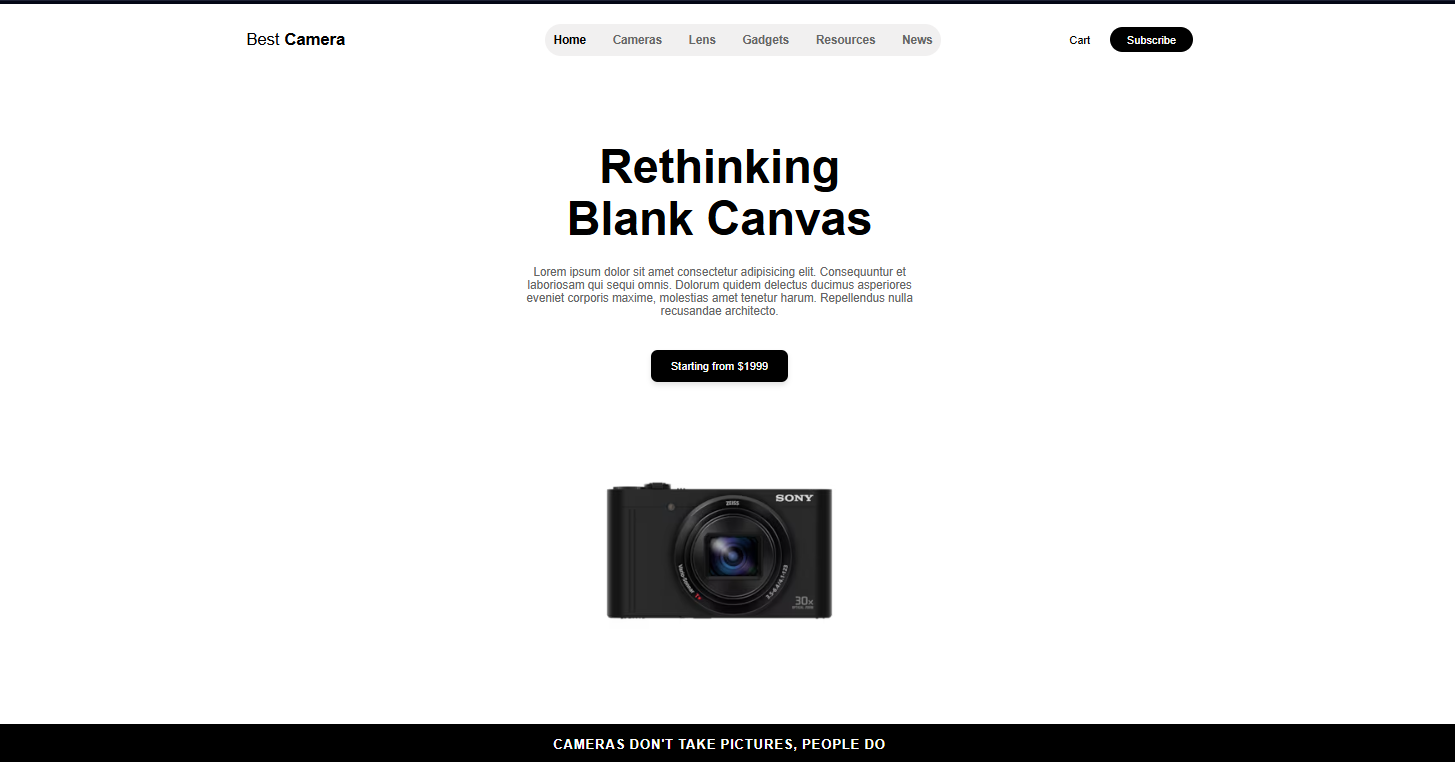 Best Camera
Home Cameras Lens Gadgets Resources News
Cart Subscribe
Rethinking
Blank Canvas
Lorem ipsum dolor sit amet consectetur adipisicing elit. Consequuntur et
laboriosam qui sequi omnis. Dolorum quidem delectus ducimus asperiores
eveniet corporis maxime, molestias amet tenetur harum. Repellendus nulla
recusandae architecto.
Starting from $1999
SONY
ZEISS
30x
CAMERAS DON'T TAKE PICTURES, PEOPLE DO